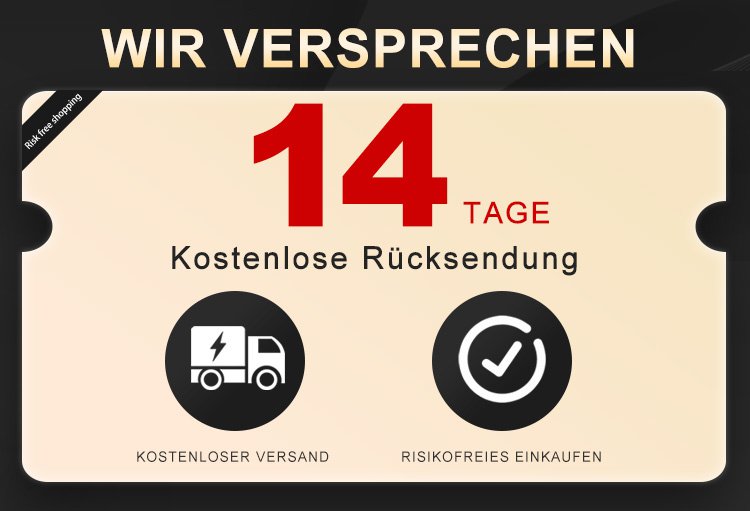 WIR VERSPRECHEN
Risk free shopping
14 TAGE
Kostenlose Rücksendung
KOSTENLOSER VERSAND
RISIKOFREIES EINKAUFEN